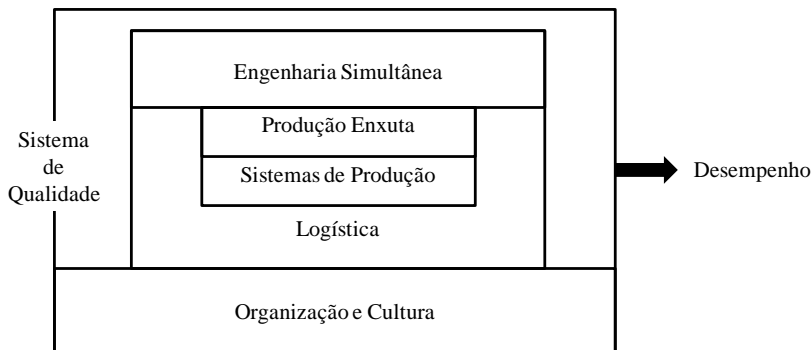 Engenharia Simultânea
Produção Enxuta
Sistema
de
Qualidade
Sistemas de Produção
Desempenho
Logística
Organização e Cultura